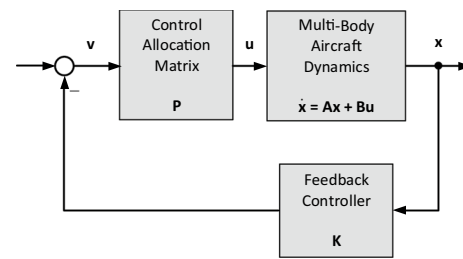 Control
Allocation
Matrix
P
Multi-Body
Aircraft
Dynamics
ẋ = Ax + Bu
v
u
x
–
Feedback
Controller
K